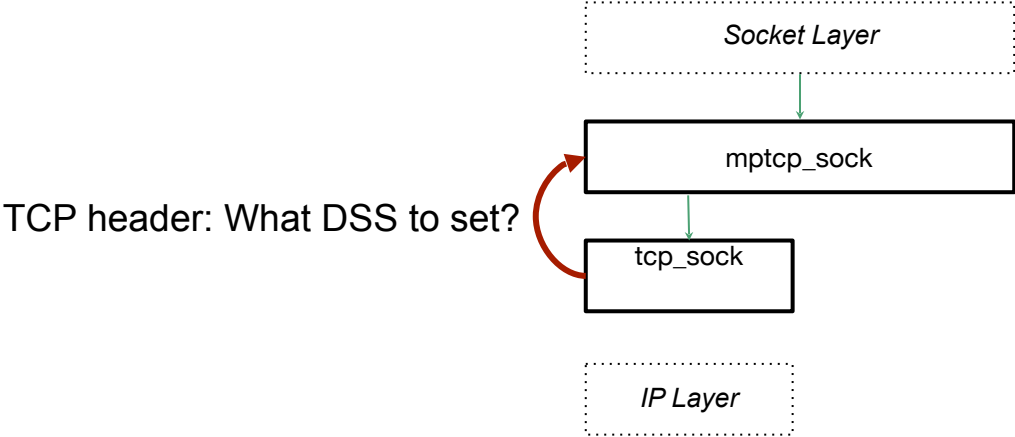 Socket Layer
mptcp_sock
TCP header: What DSS to set?
tcp_sock
IP Layer